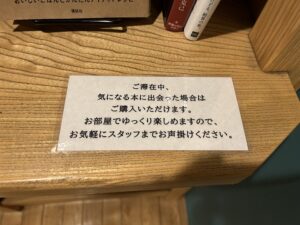 講談社
ご滞在中、
気になる本に出会った場合は
ご購入いただけます。
お部屋でゆっくり楽しめますので、
お気軽にスタッフまでお声掛けください。